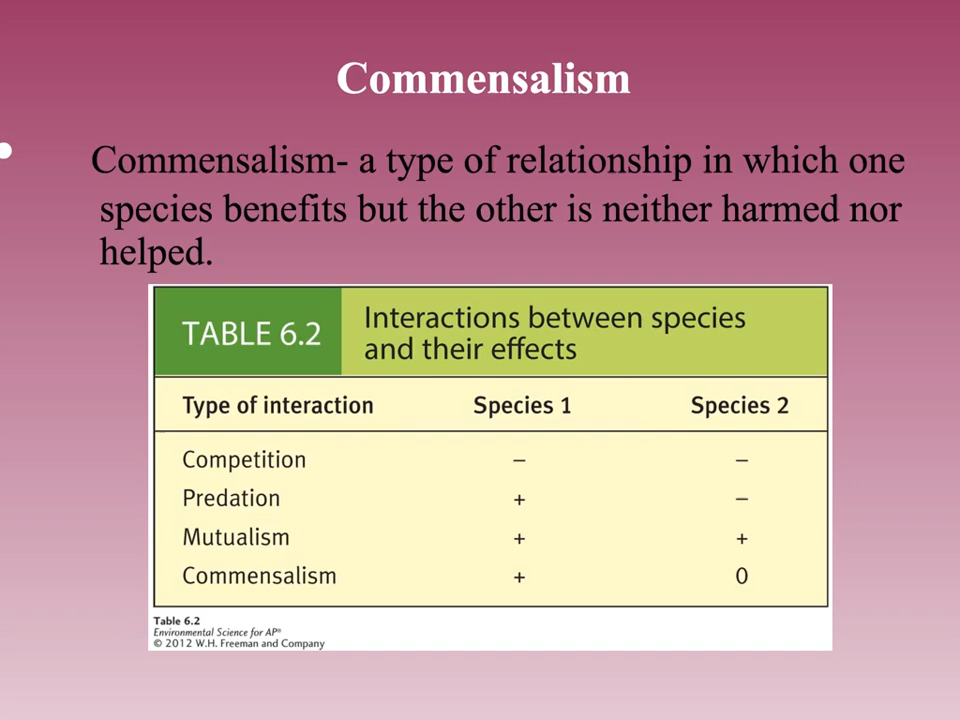 Commensalism
• Commensalism- a type of relationship in which one
species benefits but the other is neither harmed nor
helped.
TABLE 6.2 Interactions between species
and their effects
Type of interaction Species 1 Species 2
Competition – –
Predation + –
Mutualism + +
Commensalism + 0
Table 6.2
Environmental Science for AP®
© 2012 W.H. Freeman and Company